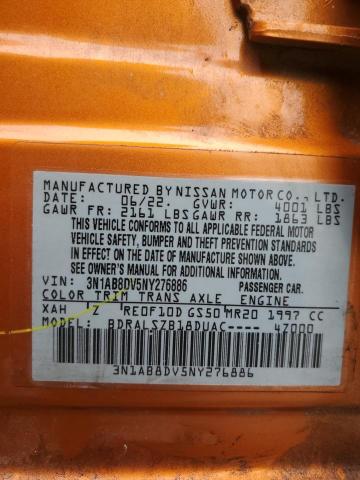 MANUFACTURED BY NISSAN MOTOR CO., LTD.
DATE: 06/22 GVWR: 4001 LBS
GAWR FR: 2161 LBS GAWR RR: 1863 LBS
THIS VEHICLE CONFORMS TO ALL APPLICABLE FEDERAL MOTOR
VEHICLE SAFETY, BUMPER AND THEFT PREVENTION STANDARDS
IN EFFECT ON THE DATE OF MANUFACTURE SHOWN ABOVE.
SEE OWNER'S MANUAL FOR ADDITIONAL INFORMATION.
VIN: 3N1AB8DV5NY276886 PASSENGER CAR.
COLOR TRIM TRANS AXLE ENGINE
XAH REOF10D GS50 MR20 1997 CC
MODEL: BDRALSZB18DUAC---- 4Z000
3N1AB8DV5NY276886